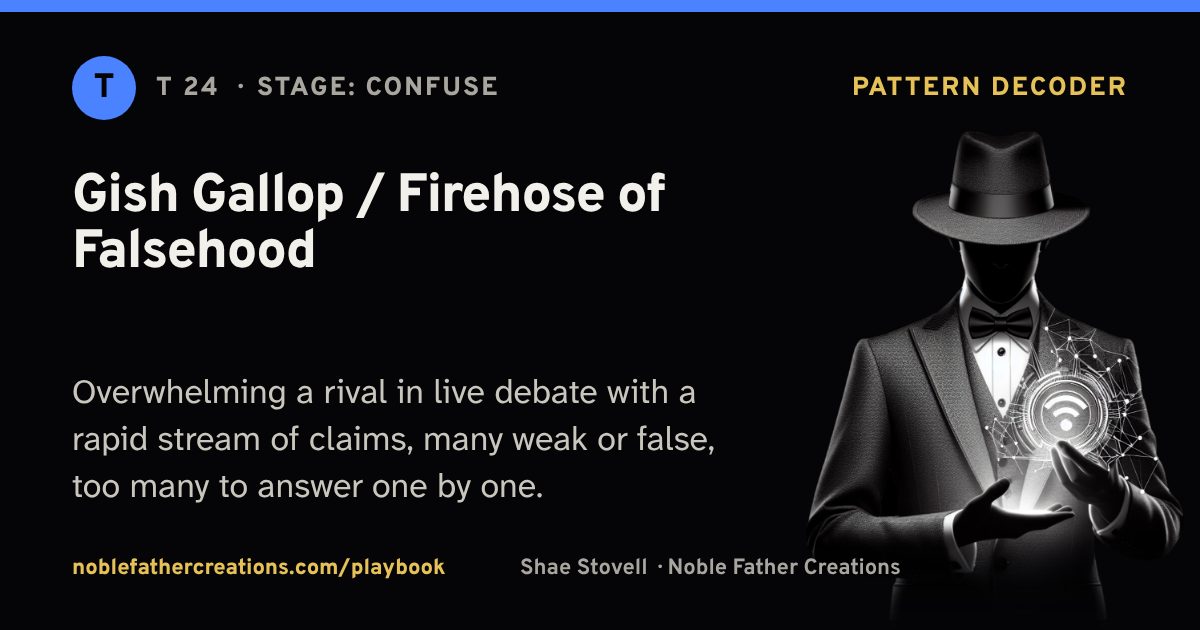 T
T 24 · STAGE: CONFUSE
PATTERN DECODER
Gish Gallop / Firehose of
Falsehood
Overwhelming a rival in live debate with a
rapid stream of claims, many weak or false,
too many to answer one by one.
noblefathercreations.com/playbook
Shae Stovell · Noble Father Creations